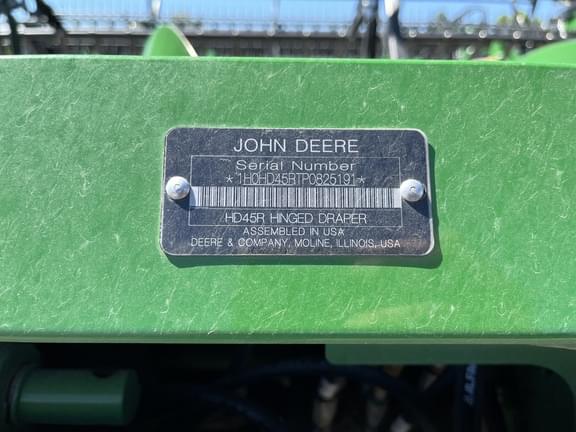 JOHN DEERE
Serial Number
*1H0HD45RTP0825191*
HD45R HINGED DRAPER
ASSEMBLED IN USA
DEERE & COMPANY, MOLINE, ILLINOIS, USA